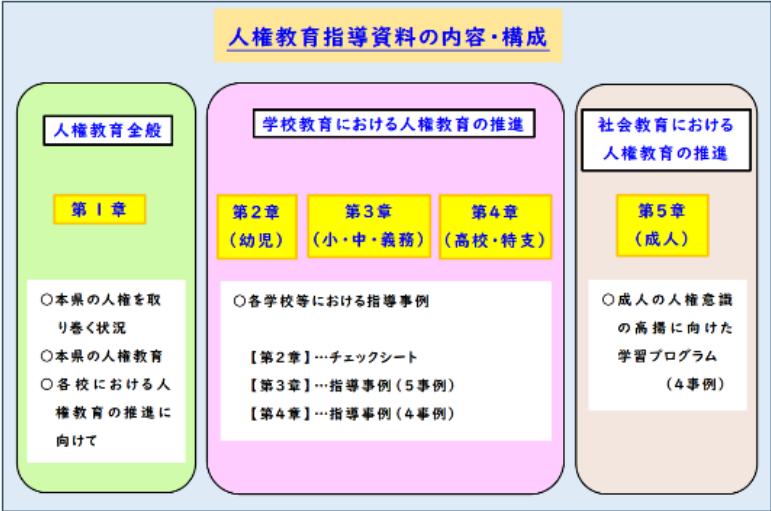 人権教育指導資料の内容・構成
人権教育全般
第1章
○本県の人権を取
り巻く状況
○本県の人権教育
○各校における人
権教育の推進に
向けて
学校教育における人権教育の推進
第2章
(幼児)
第3章
(小・中・義務)
第4章
(高校・特支)
○各学校等における指導事例
【第2章】…チェックシート
【第3章】…指導事例(5事例)
【第4章】…指導事例(4事例)
社会教育における
人権教育の推進
第5章
(成人)
○成人の人権意識
の高揚に向けた
学習プログラム
(4事例)